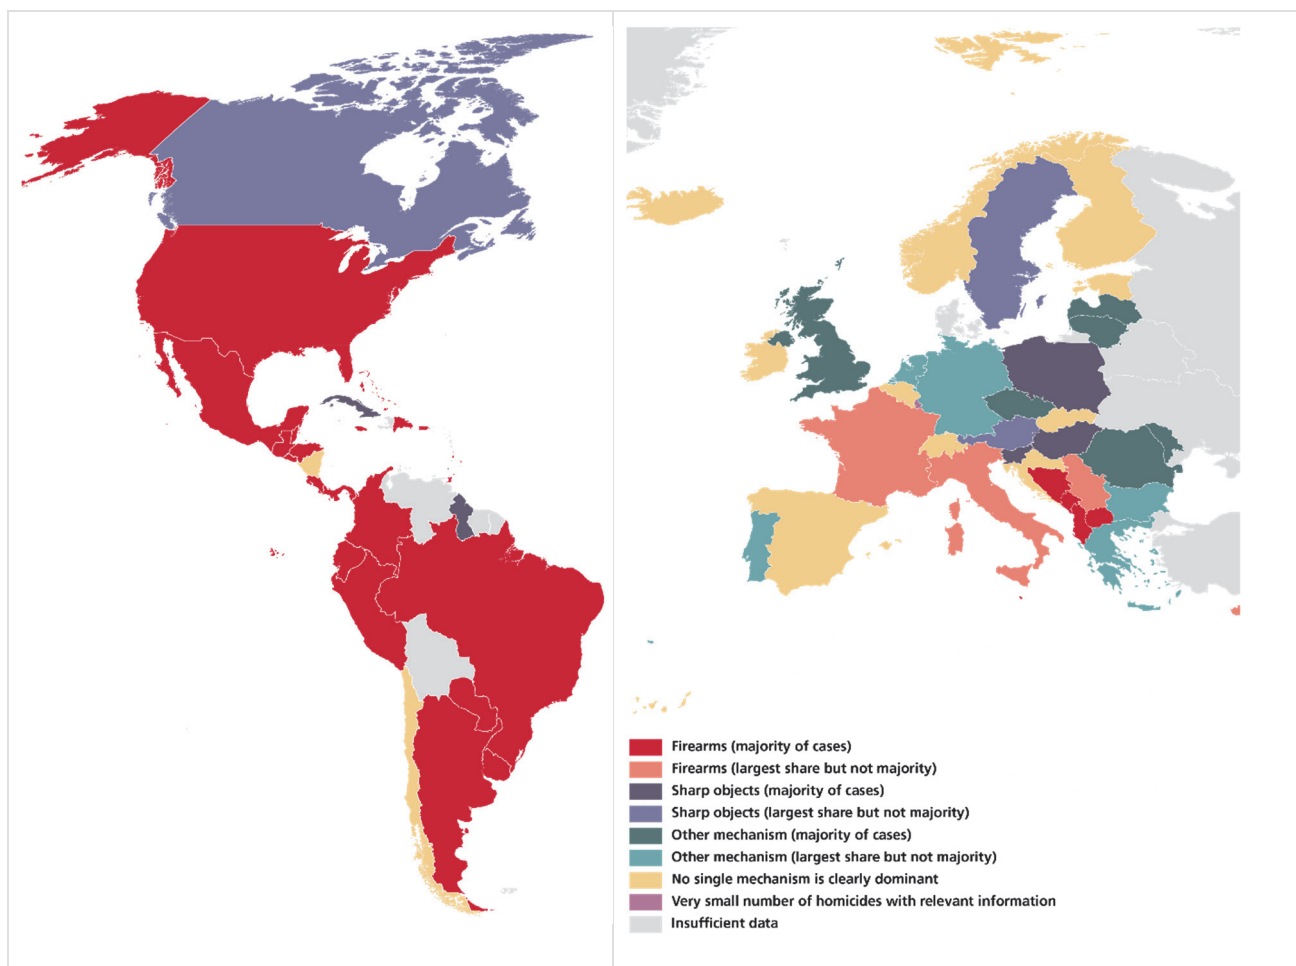 Firearms (majority of cases)
Firearms (largest share but not majority)
Sharp objects (majority of cases)
Sharp objects (largest share but not majority)
Other mechanism (majority of cases)
Other mechanism (largest share but not majority)
No single mechanism is clearly dominant
Very small number of homicides with relevant information
Insufficient data